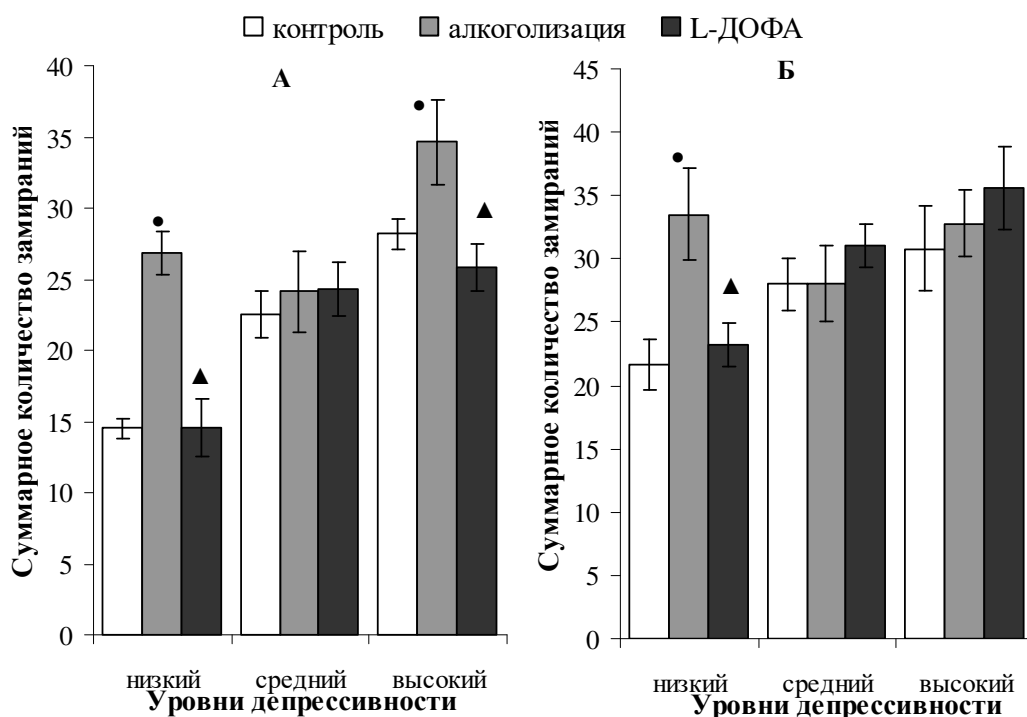 контроль алкоголизация L-ДОФА
А
Суммарное количество замираний
40
35
30
25
20
15
10
5
0
низкий средний высокий
Уровни депрессивности
Б
Суммарное количество замираний
45
40
35
30
25
20
15
10
5
0
низкий средний высокий
Уровни депрессивности